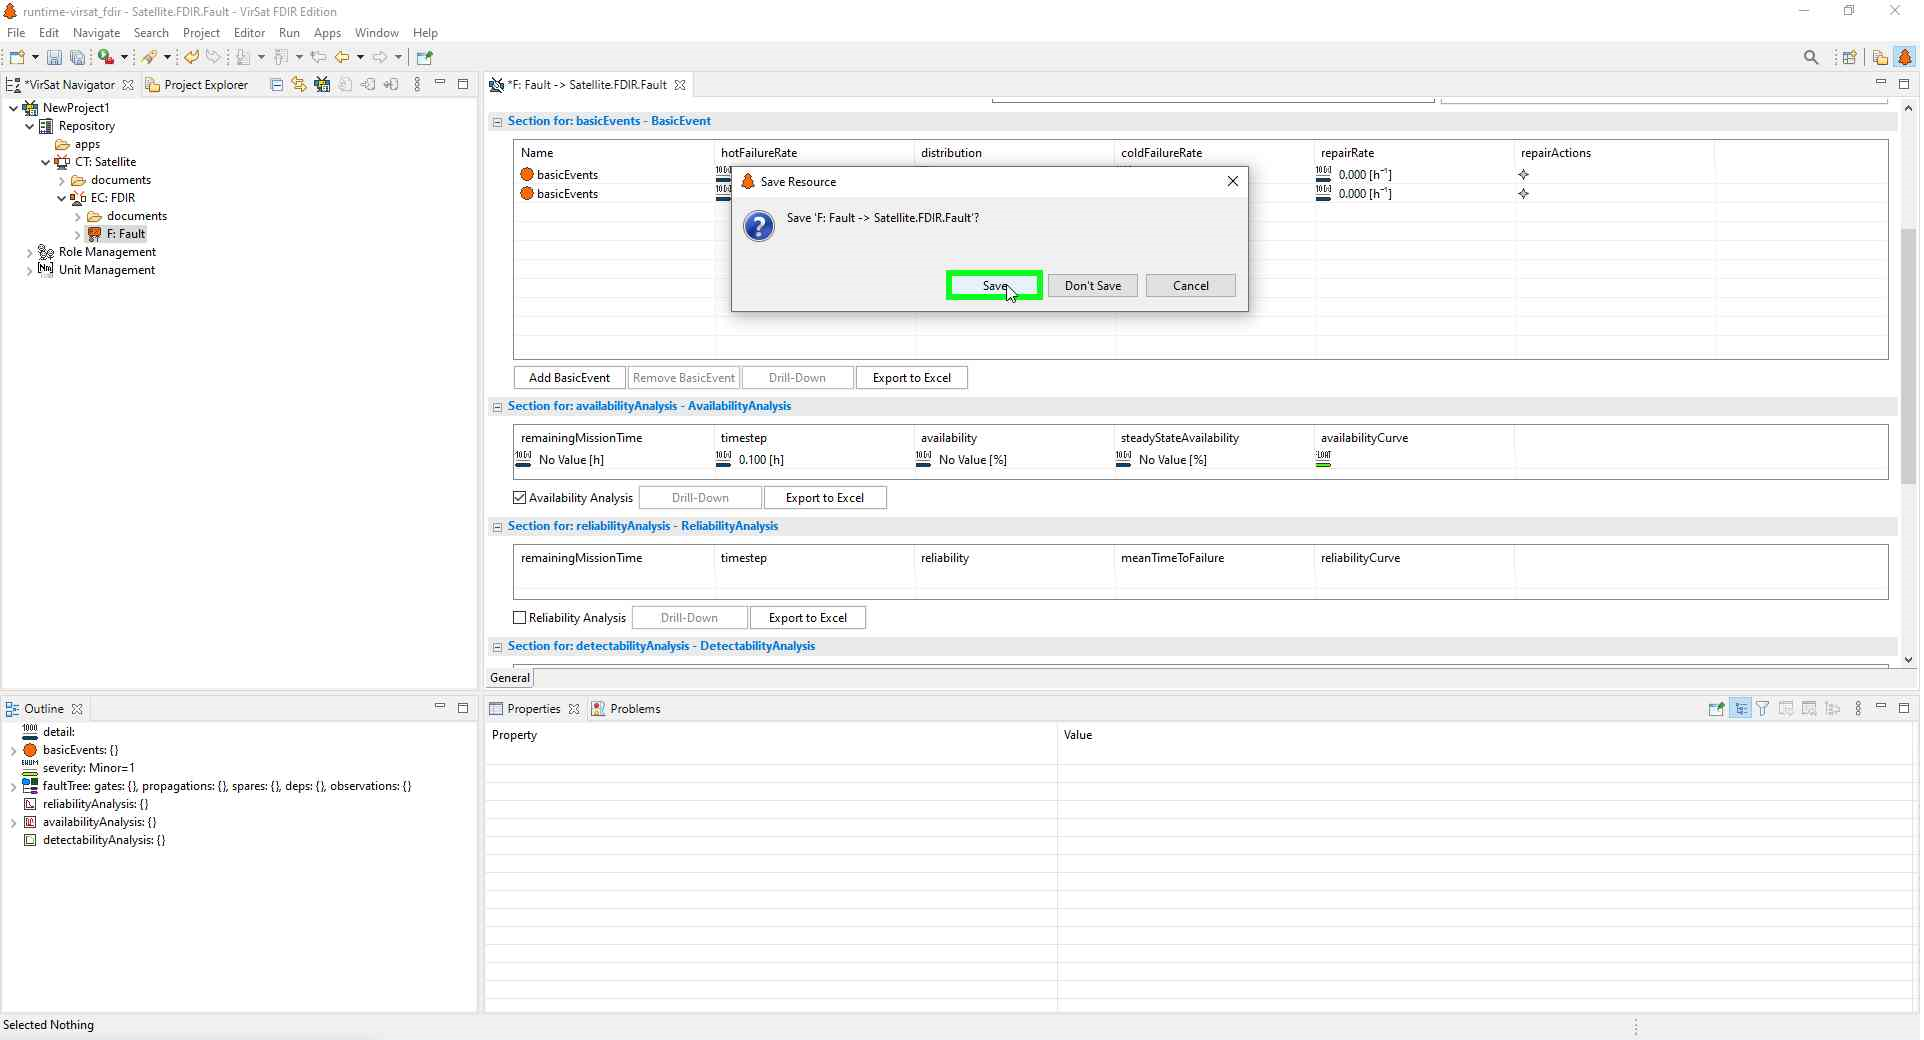 runtime-virsat_fdir - Satellite.FDIR.Fault - VirSat FDIR Edition
File Edit Navigate Search Project Editor Run Apps Window Help
*VirSat Navigator Project Explorer
*F: Fault -> Satellite.FDIR.Fault
NewProject1
Repository
apps
CT: Satellite
documents
EC: FDIR
documents
F: Fault
Role Management
Unit Management
Section for: basicEvents - BasicEvent
Name hotFailureRate distribution coldFailureRate repairRate repairActions
basicEvents 0.000 [h⁻¹]
basicEvents 0.000 [h⁻¹]
Save Resource
Save 'F: Fault -> Satellite.FDIR.Fault'?
Save Don't Save Cancel
Add BasicEvent Remove BasicEvent Drill-Down Export to Excel
Section for: availabilityAnalysis - AvailabilityAnalysis
remainingMissionTime timestep availability steadyStateAvailability availabilityCurve
No Value [h] 0.100 [h] No Value [%] No Value [%]
Availability Analysis Drill-Down Export to Excel
Section for: reliabilityAnalysis - ReliabilityAnalysis
remainingMissionTime timestep reliability meanTimeToFailure reliabilityCurve
Reliability Analysis Drill-Down Export to Excel
Section for: detectabilityAnalysis - DetectabilityAnalysis
General
Outline
detail:
basicEvents: {}
severity: Minor=1
faultTree: gates: {}, propagations: {}, spares: {}, deps: {}, observations: {}
reliabilityAnalysis: {}
availabilityAnalysis: {}
detectabilityAnalysis: {}
Properties Problems
Property Value
Selected Nothing